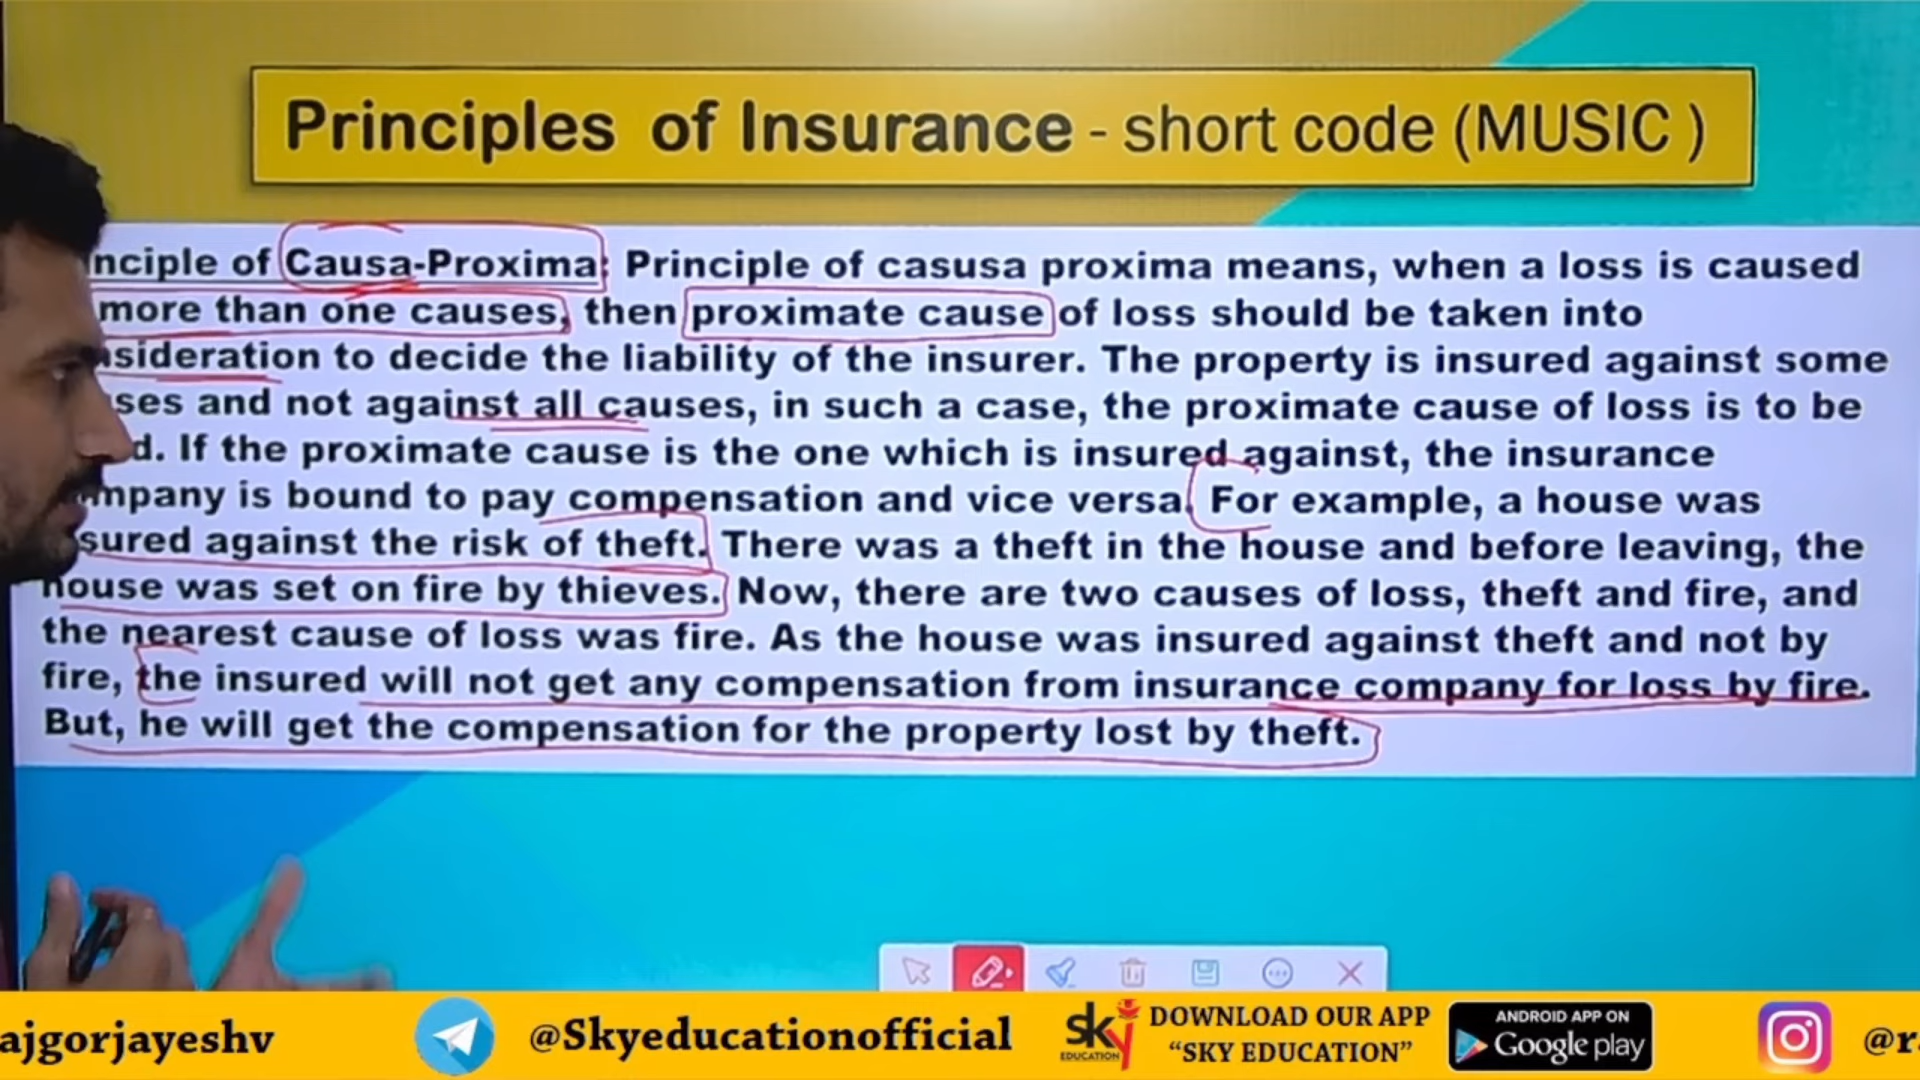 Principles of Insurance - short code (MUSIC )
nciple of Causa-Proxima: Principle of casusa proxima means, when a loss is caused
more than one causes, then proximate cause of loss should be taken into
nsideration to decide the liability of the insurer. The property is insured against some
ses and not against all causes, in such a case, the proximate cause of loss is to be
d. If the proximate cause is the one which is insured against, the insurance
mpany is bound to pay compensation and vice versa. For example, a house was
sured against the risk of theft. There was a theft in the house and before leaving, the
house was set on fire by thieves. Now, there are two causes of loss, theft and fire, and
the nearest cause of loss was fire. As the house was insured against theft and not by
fire, the insured will not get any compensation from insurance company for loss by fire.
But, he will get the compensation for the property lost by theft.
ajgorjayeshv
@Skyeducationofficial
sky
EDUCATION
DOWNLOAD OUR APP
“SKY EDUCATION”
ANDROID APP ON
Google play
@r